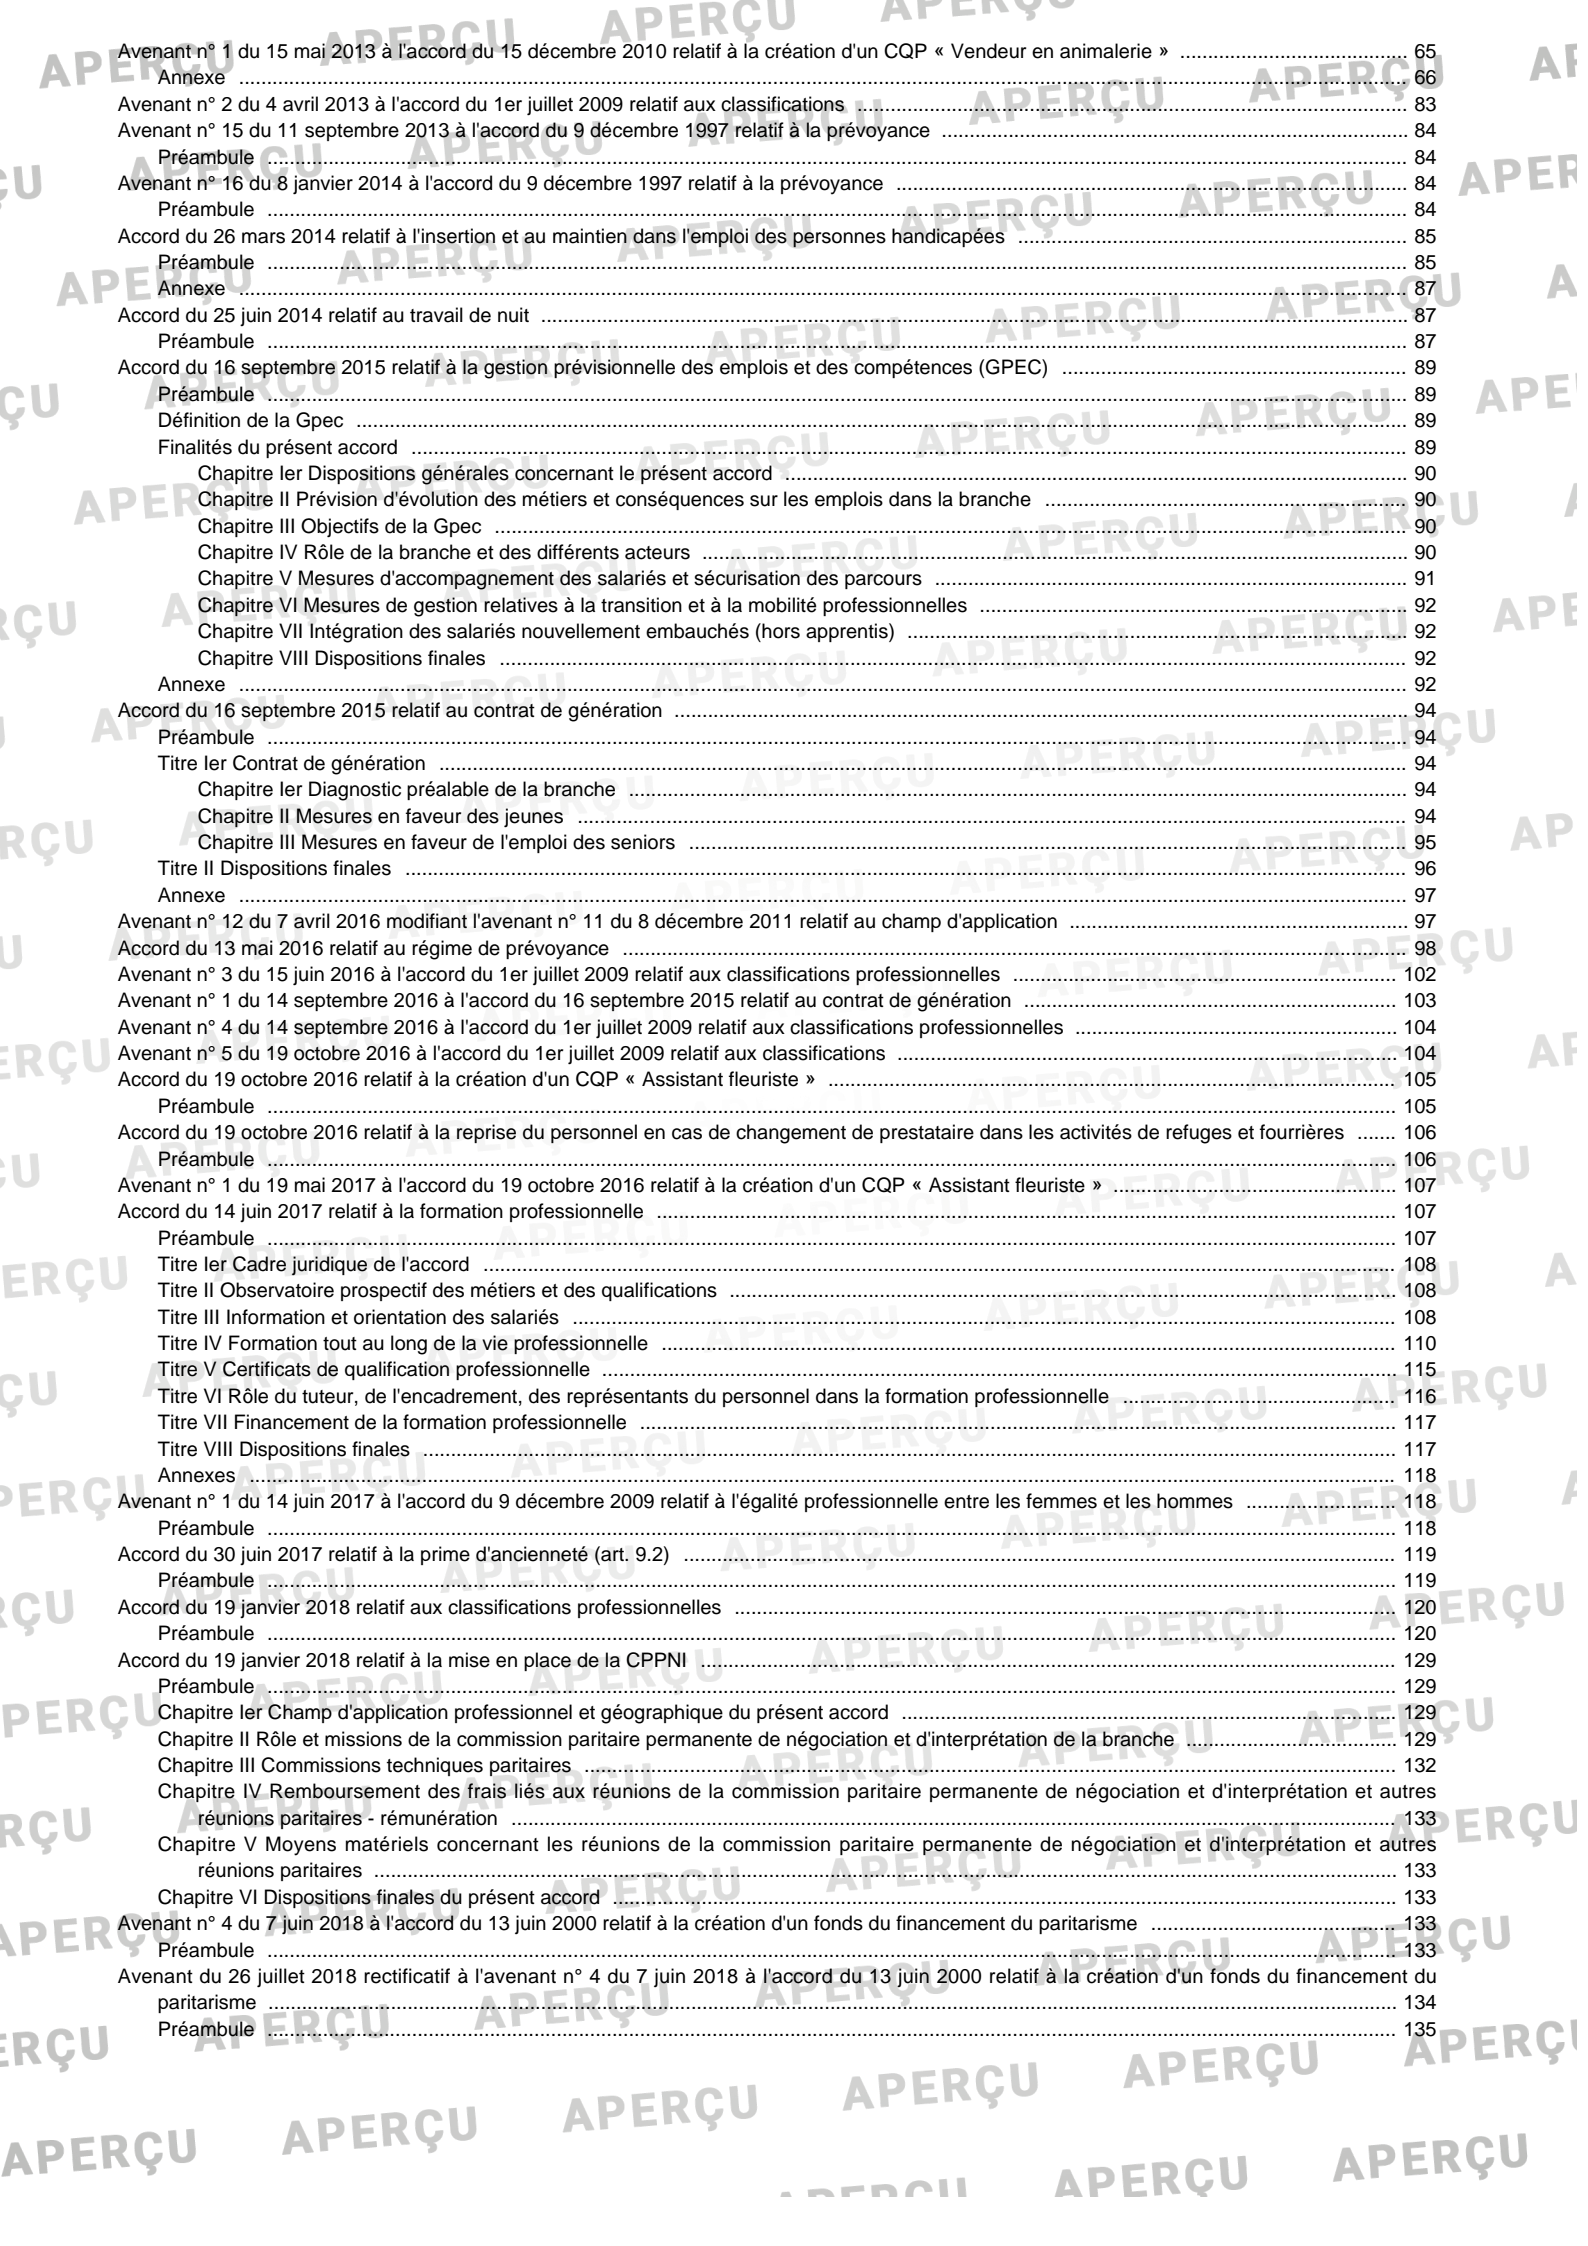 Avenant n° 1 du 15 mai 2013 à l'accord du 15 décembre 2010 relatif à la création d'un CQP « Vendeur en animalerie » ... 65
Annexe ... 66
Avenant n° 2 du 4 avril 2013 à l'accord du 1er juillet 2009 relatif aux classifications ... 83
Avenant n° 15 du 11 septembre 2013 à l'accord du 9 décembre 1997 relatif à la prévoyance ... 84
Préambule ... 84
Avenant n° 16 du 8 janvier 2014 à l'accord du 9 décembre 1997 relatif à la prévoyance ... 84
Préambule ... 84
Accord du 26 mars 2014 relatif à l'insertion et au maintien dans l'emploi des personnes handicapées ... 85
Préambule ... 85
Annexe ... 87
Accord du 25 juin 2014 relatif au travail de nuit ... 87
Préambule ... 87
Accord du 16 septembre 2015 relatif à la gestion prévisionnelle des emplois et des compétences (GPEC) ... 89
Préambule ... 89
Définition de la Gpec ... 89
Finalités du présent accord ... 89
Chapitre Ier Dispositions générales concernant le présent accord ... 90
Chapitre II Prévision d'évolution des métiers et conséquences sur les emplois dans la branche ... 90
Chapitre III Objectifs de la Gpec ... 90
Chapitre IV Rôle de la branche et des différents acteurs ... 90
Chapitre V Mesures d'accompagnement des salariés et sécurisation des parcours ... 91
Chapitre VI Mesures de gestion relatives à la transition et à la mobilité professionnelles ... 92
Chapitre VII Intégration des salariés nouvellement embauchés (hors apprentis) ... 92
Chapitre VIII Dispositions finales ... 92
Annexe ... 92
Accord du 16 septembre 2015 relatif au contrat de génération ... 94
Préambule ... 94
Titre Ier Contrat de génération ... 94
Chapitre Ier Diagnostic préalable de la branche ... 94
Chapitre II Mesures en faveur des jeunes ... 94
Chapitre III Mesures en faveur de l'emploi des seniors ... 95
Titre II Dispositions finales ... 96
Annexe ... 97
Avenant n° 12 du 7 avril 2016 modifiant l'avenant n° 11 du 8 décembre 2011 relatif au champ d'application ... 97
Accord du 13 mai 2016 relatif au régime de prévoyance ... 98
Avenant n° 3 du 15 juin 2016 à l'accord du 1er juillet 2009 relatif aux classifications professionnelles ... 102
Avenant n° 1 du 14 septembre 2016 à l'accord du 16 septembre 2015 relatif au contrat de génération ... 103
Avenant n° 4 du 14 septembre 2016 à l'accord du 1er juillet 2009 relatif aux classifications professionnelles ... 104
Avenant n° 5 du 19 octobre 2016 à l'accord du 1er juillet 2009 relatif aux classifications ... 104
Accord du 19 octobre 2016 relatif à la création d'un CQP « Assistant fleuriste » ... 105
Préambule ... 105
Accord du 19 octobre 2016 relatif à la reprise du personnel en cas de changement de prestataire dans les activités de refuges et fourrières ... 106
Préambule ... 106
Avenant n° 1 du 19 mai 2017 à l'accord du 19 octobre 2016 relatif à la création d'un CQP « Assistant fleuriste » ... 107
Accord du 14 juin 2017 relatif à la formation professionnelle ... 107
Préambule ... 107
Titre Ier Cadre juridique de l'accord ... 108
Titre II Observatoire prospectif des métiers et des qualifications ... 108
Titre III Information et orientation des salariés ... 108
Titre IV Formation tout au long de la vie professionnelle ... 110
Titre V Certificats de qualification professionnelle ... 115
Titre VI Rôle du tuteur, de l'encadrement, des représentants du personnel dans la formation professionnelle ... 116
Titre VII Financement de la formation professionnelle ... 117
Titre VIII Dispositions finales ... 117
Annexes ... 118
Avenant n° 1 du 14 juin 2017 à l'accord du 9 décembre 2009 relatif à l'égalité professionnelle entre les femmes et les hommes ... 118
Préambule ... 118
Accord du 30 juin 2017 relatif à la prime d'ancienneté (art. 9.2) ... 119
Préambule ... 119
Accord du 19 janvier 2018 relatif aux classifications professionnelles ... 120
Préambule ... 120
Accord du 19 janvier 2018 relatif à la mise en place de la CPPNI ... 129
Préambule ... 129
Chapitre Ier Champ d'application professionnel et géographique du présent accord ... 129
Chapitre II Rôle et missions de la commission paritaire permanente de négociation et d'interprétation de la branche ... 129
Chapitre III Commissions techniques paritaires ... 132
Chapitre IV Remboursement des frais liés aux réunions de la commission paritaire permanente de négociation et d'interprétation et autres
réunions paritaires - rémunération ... 133
Chapitre V Moyens matériels concernant les réunions de la commission paritaire permanente de négociation et d'interprétation et autres
réunions paritaires ... 133
Chapitre VI Dispositions finales du présent accord ... 133
Avenant n° 4 du 7 juin 2018 à l'accord du 13 juin 2000 relatif à la création d'un fonds du financement du paritarisme ... 133
Préambule ... 133
Avenant du 26 juillet 2018 rectificatif à l'avenant n° 4 du 7 juin 2018 à l'accord du 13 juin 2000 relatif à la création d'un fonds du financement du
paritarisme ... 134
Préambule ... 135
APERÇU